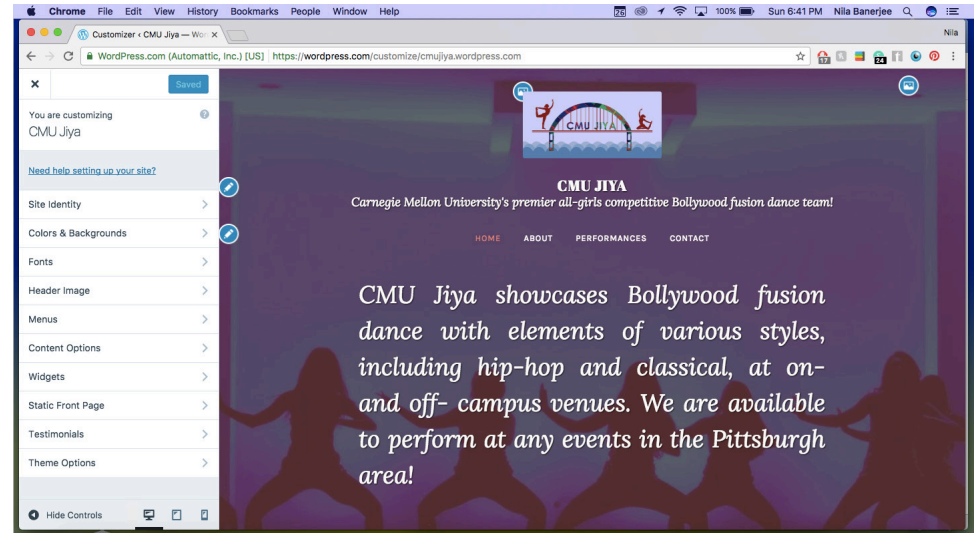 Chrome File Edit View History Bookmarks People Window Help 26 100% Sun 6:41 PM Nila Banerjee
Customizer ‹ CMU Jiya — Wor Nila
WordPress.com (Automattic, Inc.) [US] https://wordpress.com/customize/cmujiya.wordpress.com 17 24
Saved
You are customizing
CMU Jiya
Need help setting up your site?
Site Identity
Colors & Backgrounds
Fonts
Header Image
Menus
Content Options
Widgets
Static Front Page
Testimonials
Theme Options
Hide Controls
CMU JIYA
CMU JIYA
Carnegie Mellon University's premier all-girls competitive Bollywood fusion dance team!
HOME ABOUT PERFORMANCES CONTACT
CMU Jiya showcases Bollywood fusion
dance with elements of various styles,
including hip-hop and classical, at on-
and off- campus venues. We are available
to perform at any events in the Pittsburgh
area!